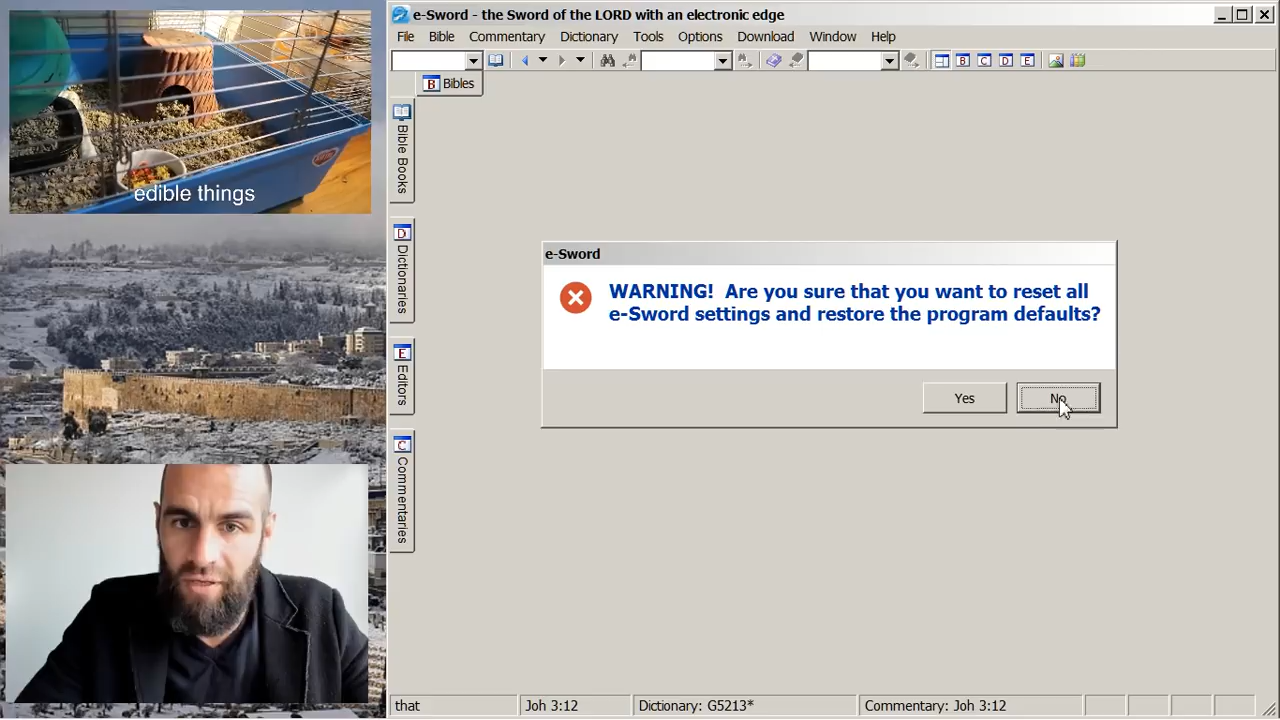 edible things
e-Sword - the Sword of the LORD with an electronic edge
File Bible Commentary Dictionary Tools Options Download Window Help
B C D E
B Bibles
Bible Books
D Dictionaries
E Editors
C Commentaries
e-Sword
WARNING! Are you sure that you want to reset all
e-Sword settings and restore the program defaults?
Yes No
that Joh 3:12 Dictionary: G5213* Commentary: Joh 3:12